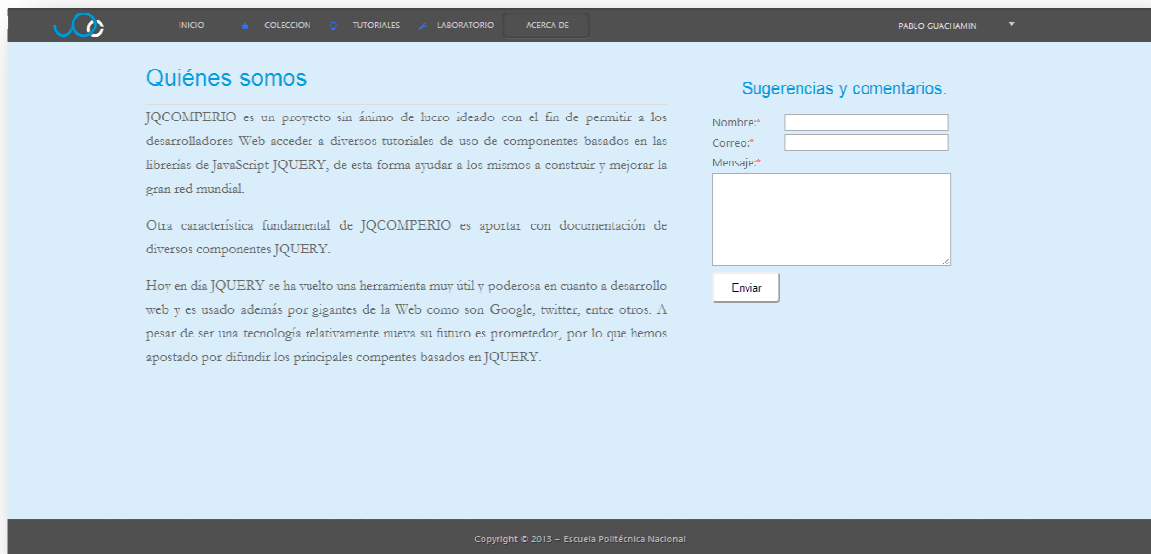 INICIO COLECCION TUTORIALES LABORATORIO ACERCA DE PABLO GUACHAMIN
Quiénes somos
JQCOMPERIO es un proyecto sin ánimo de lucro ideado con el fin de permitir a los
desarrolladores Web acceder a diversos tutoriales de uso de componentes basados en las
librerías de JavaScript JQUERY, de esta forma ayudar a los mismos a construir y mejorar la
gran red mundial.
Otra característica fundamental de JQCOMPERIO es aportar con documentación de
diversos componentes JQUERY.
Hoy en día JQUERY se ha vuelto una herramienta muy útil y poderosa en cuanto a desarrollo
web y es usado además por gigantes de la Web como son Google, twitter, entre otros. A
pesar de ser una tecnología relativamente nueva su futuro es prometedor, por lo que hemos
apostado por difundir los principales compentes basados en JQUERY.
Sugerencias y comentarios.
Nombre:*
Correo:*
Mensaje:*
Enviar
Copyright © 2013 – Escuela Politécnica Nacional